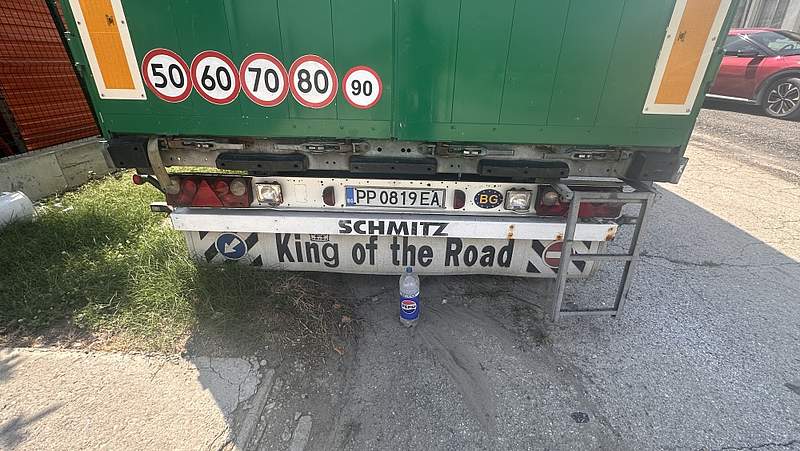 50 60 70 80 90
PP 0819 EA BG
SCHMITZ
King of the Road